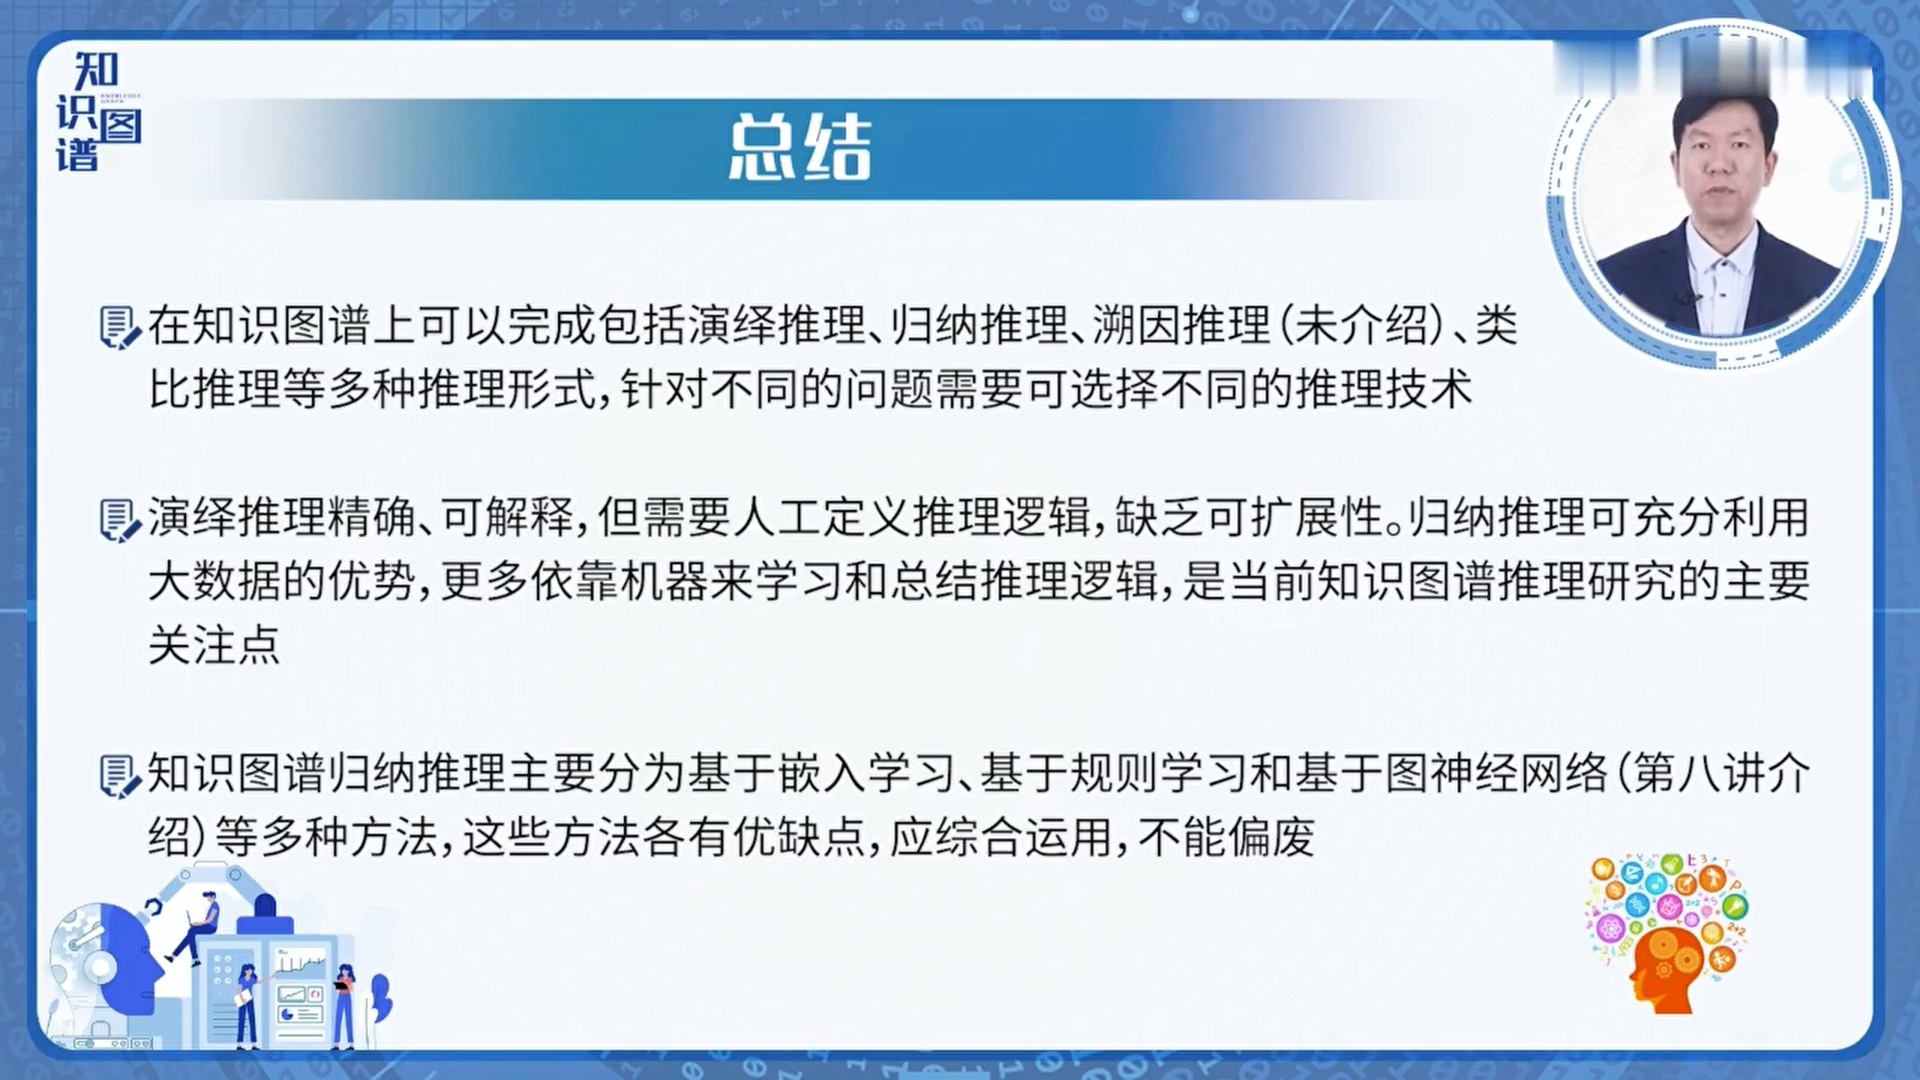 知识图谱
总结
在知识图谱上可以完成包括演绎推理、归纳推理、溯因推理（未介绍）、类
比推理等多种推理形式，针对不同的问题需要可选择不同的推理技术
演绎推理精确、可解释，但需要人工定义推理逻辑，缺乏可扩展性。归纳推理可充分利用
大数据的优势，更多依靠机器来学习和总结推理逻辑，是当前知识图谱推理研究的主要
关注点
知识图谱归纳推理主要分为基于嵌入学习、基于规则学习和基于图神经网络（第八讲介
绍）等多种方法，这些方法各有优缺点，应综合运用，不能偏废